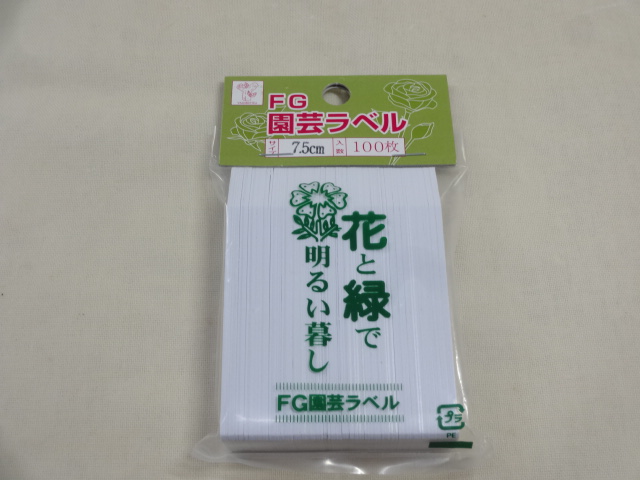 FG
園芸ラベル
サイズ 7.5cm 入数 100枚
花と緑で
明るい暮し
FG園芸ラベル
プラ
PE